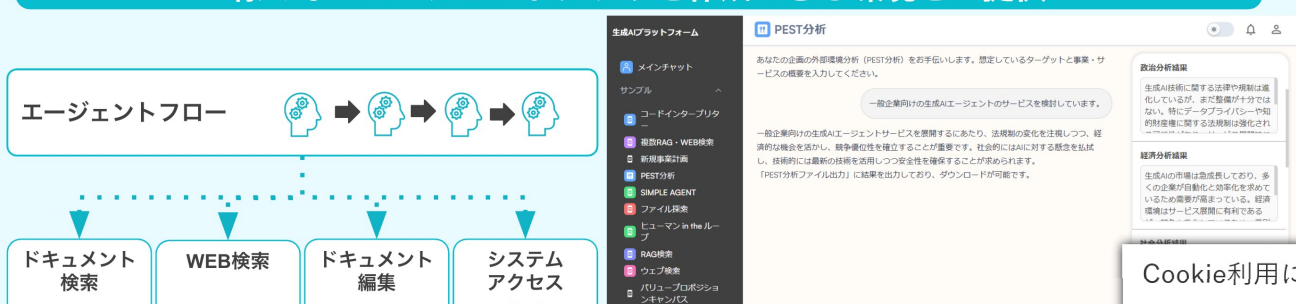 エージェントフロー
ドキュメント
検索
WEB検索
ドキュメント
編集
システム
アクセス
生成AIプラットフォーム
メインチャット
サンプル
コードインタープリタ
ー
複数RAG・WEB検索
新規事業計画
PEST分析
SIMPLE AGENT
ファイル探索
ヒューマン in the ルー
プ
RAG検索
ウェブ検索
バリュープロポジショ
ンキャンバス
PEST分析
あなたの企画の外部環境分析（PEST分析）をお手伝いします。想定しているターゲットと事業・サ
ービスの概要を入力してください。
一般企業向けの生成AIエージェントのサービスを検討しています。
一般企業向けの生成AIエージェントサービスを展開するにあたり、法規制の変化を注視しつつ、経
済的な機会を活かし、競争優位性を確立することが重要です。社会的にはAIに対する懸念を払拭
し、技術的には最新の技術を活用しつつ安全性を確保することが求められます。
「PEST分析ファイル出力」に結果を出力しており、ダウンロードが可能です。
政治分析結果
生成AI技術に関する法律や規制は進
化しているが、まだ整備が十分では
ない。特にデータプライバシーや知
的財産権に関する法規制は強化され
経済分析結果
生成AIの市場は急成長しており、多
くの企業が自動化と効率化を求めて
いるため需要が高まっている。経済
環境はサービス展開に有利である
Cookie利用に